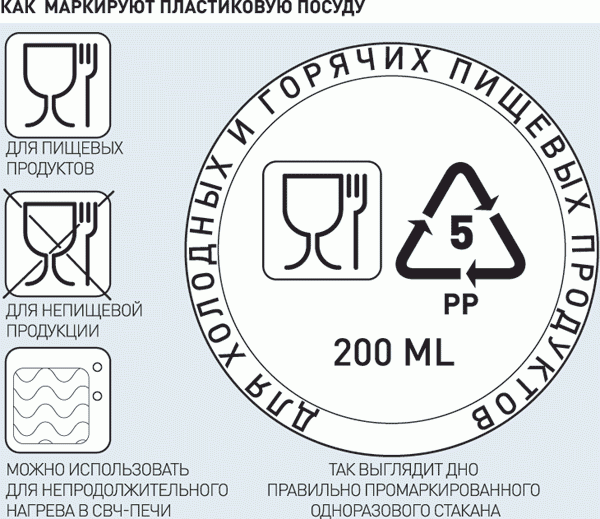 КАК МАРКИРУЮТ ПЛАСТИКОВУЮ ПОСУДУ
ДЛЯ ПИЩЕВЫХ
ПРОДУКТОВ
ДЛЯ НЕПИЩЕВОЙ
ПРОДУКЦИИ
МОЖНО ИСПОЛЬЗОВАТЬ
ДЛЯ НЕПРОДОЛЖИТЕЛЬНОГО
НАГРЕВА В СВЧ-ПЕЧИ
ДЛЯ ХОЛОДНЫХ И ГОРЯЧИХ ПИЩЕВЫХ ПРОДУКТОВ
5
PP
200 ML
ТАК ВЫГЛЯДИТ ДНО
ПРАВИЛЬНО ПРОМАРКИРОВАННОГО
ОДНОРАЗОВОГО СТАКАНА